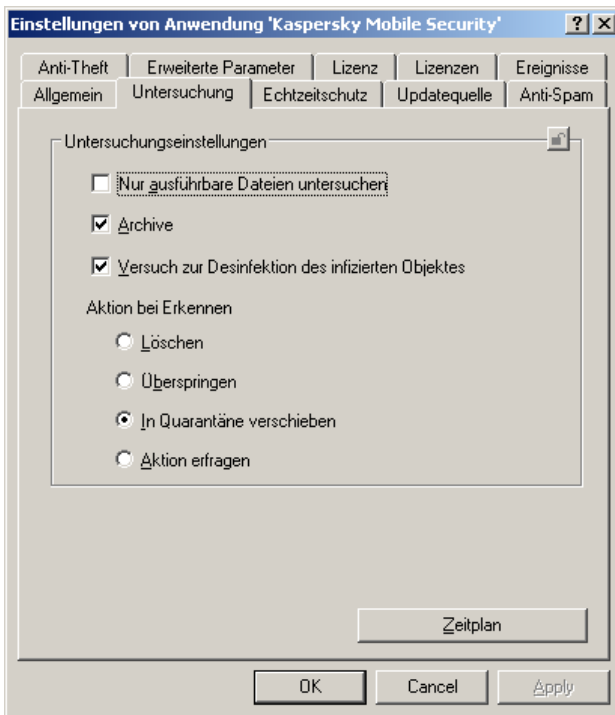 Einstellungen von Anwendung 'Kaspersky Mobile Security'
Anti-Theft Erweiterte Parameter Lizenz Lizenzen Ereignisse
Allgemein Untersuchung Echtzeitschutz Updatequelle Anti-Spam
Untersuchungseinstellungen
Nur ausführbare Dateien untersuchen
Archive
Versuch zur Desinfektion des infizierten Objektes
Aktion bei Erkennen
Löschen
Überspringen
In Quarantäne verschieben
Aktion erfragen
Zeitplan
OK Cancel Apply